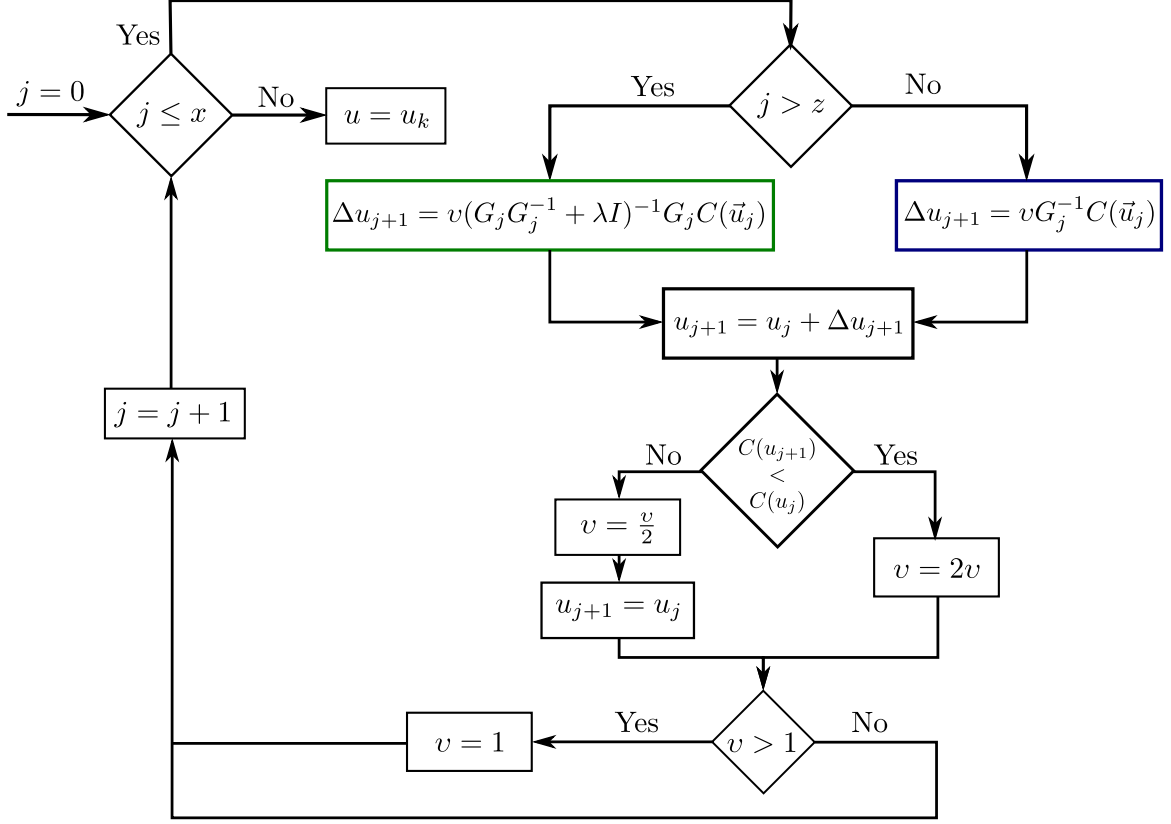 Yes
j = 0
j ≤ x
No
u = u_k
Yes
j > z
No
Δu_{j+1} = υ(G_j G_j^{-1} + λI)^{-1} G_j C(\vec{u}_j)
Δu_{j+1} = υG_j^{-1} C(\vec{u}_j)
u_{j+1} = u_j + Δu_{j+1}
j = j + 1
No
C(u_{j+1})
<
C(u_j)
Yes
υ = \frac{υ}{2}
υ = 2υ
u_{j+1} = u_j
υ = 1
Yes
υ > 1
No